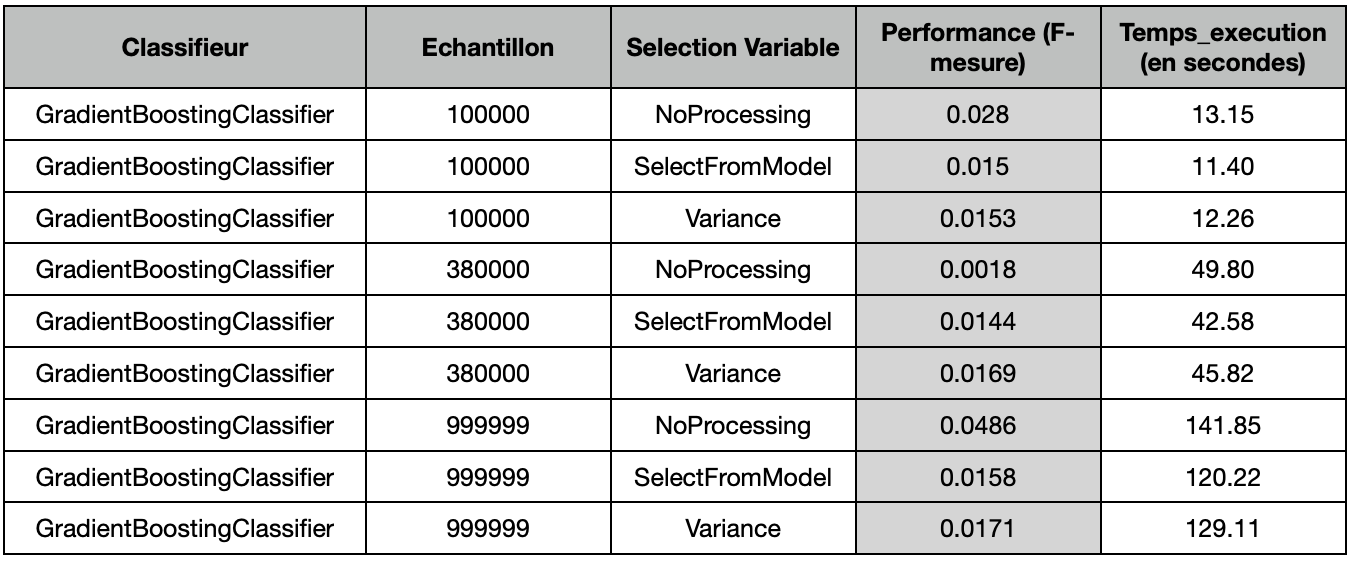 Classifieur Echantillon Selection Variable Performance (F-mesure) Temps_execution (en secondes)
GradientBoostingClassifier 100000 NoProcessing 0.028 13.15
GradientBoostingClassifier 100000 SelectFromModel 0.015 11.40
GradientBoostingClassifier 100000 Variance 0.0153 12.26
GradientBoostingClassifier 380000 NoProcessing 0.0018 49.80
GradientBoostingClassifier 380000 SelectFromModel 0.0144 42.58
GradientBoostingClassifier 380000 Variance 0.0169 45.82
GradientBoostingClassifier 999999 NoProcessing 0.0486 141.85
GradientBoostingClassifier 999999 SelectFromModel 0.0158 120.22
GradientBoostingClassifier 999999 Variance 0.0171 129.11